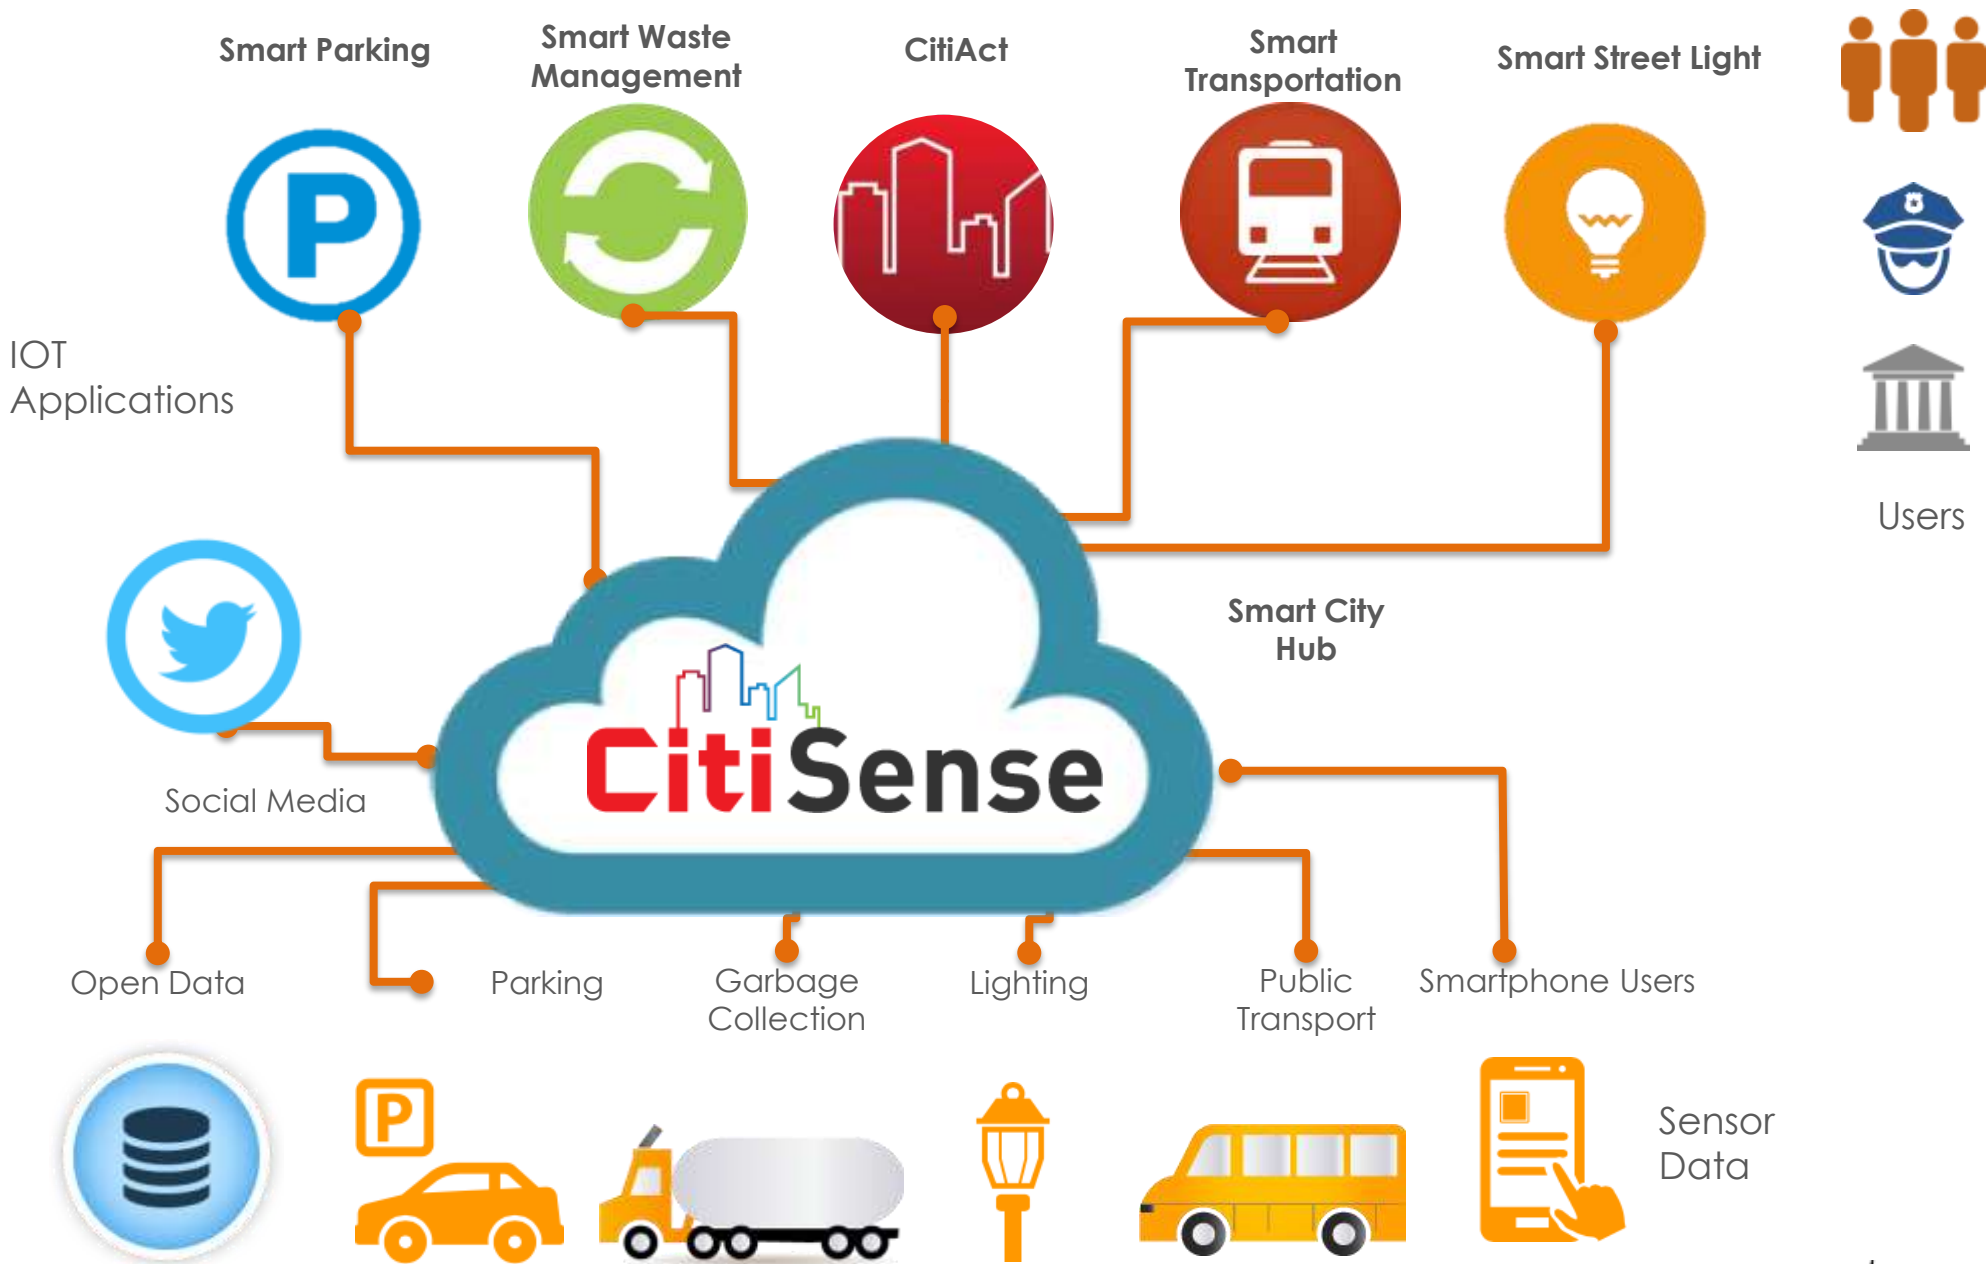 Smart Parking
Smart Waste
Management
CitiAct
Smart
Transportation
Smart Street Light
P
IOT
Applications
Users
Smart City
Hub
CitiSense
Social Media
Open Data
Parking
Garbage
Collection
Lighting
Public
Transport
Smartphone Users
P
Sensor
Data